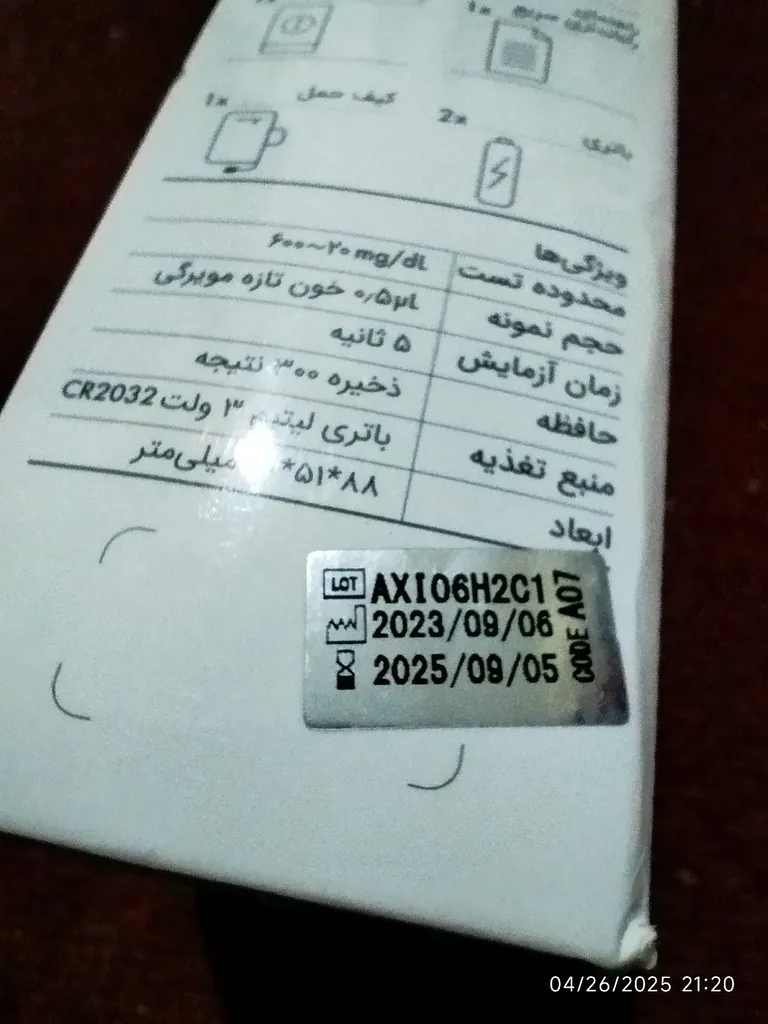 1x
1x
کیف حمل
2x
باتری
ویژگی‌ها
محدوده تست ۲۰~۶۰۰ mg/dL
حجم نمونه ۰/۵µL خون تازه مویرگی
زمان آزمایش ۵ ثانیه
حافظه ذخیره ۳۰۰ نتیجه
منبع تغذیه باتری لیتیم ۳ ولت CR2032
ابعاد ۸۸*۵۱* میلی‌متر
LOT AXI06H2C1
2023/09/06
2025/09/05
CODE A07
04/26/2025 21:20